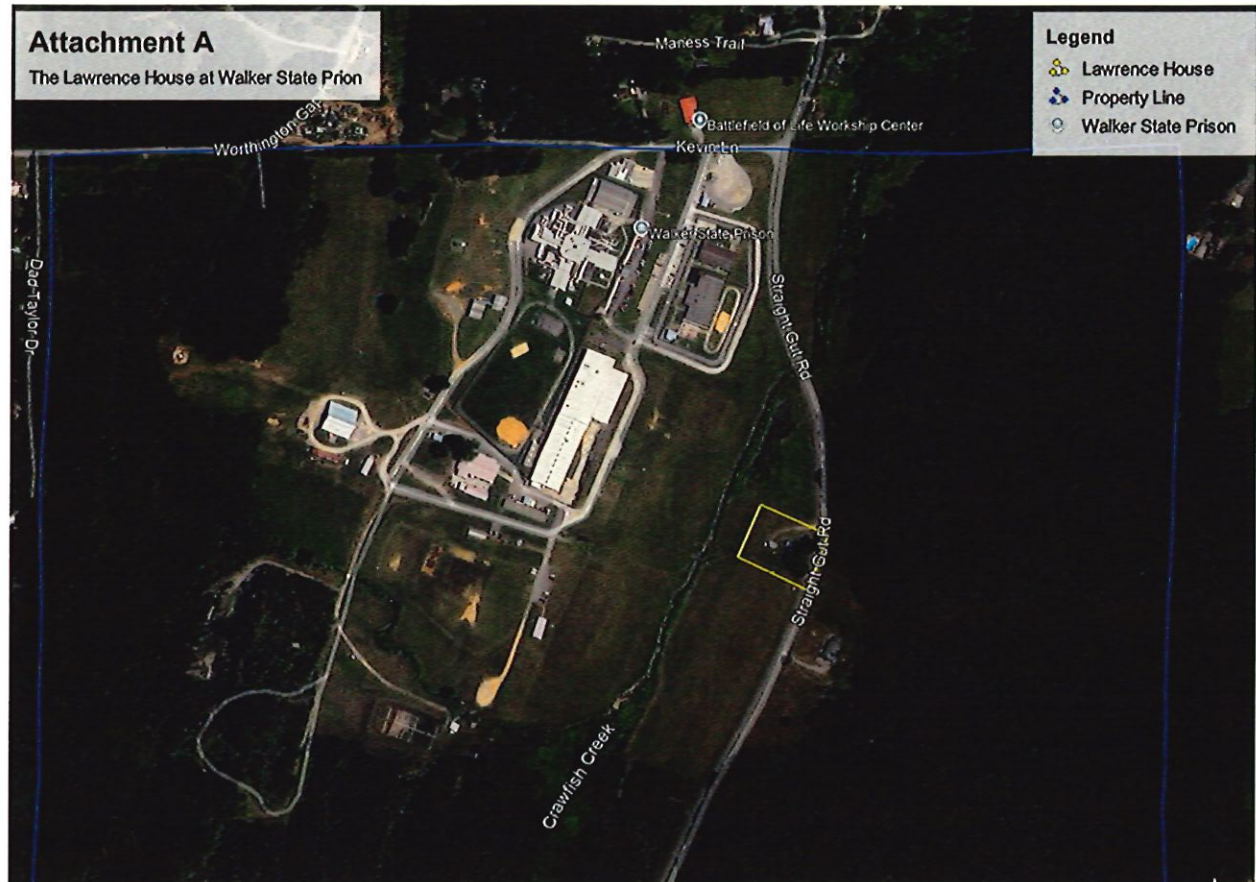 Attachment A
The Lawrence House at Walker State Prion
Legend
Lawrence House
Property Line
Walker State Prison
Maness Trail
Battlefield of Life Workship Center
Worthington Gap
Kevin Ln
Walker State Prison
Dad Taylor Dr
Straight Gut Rd
Straight Gut Rd
Crawfish Creek